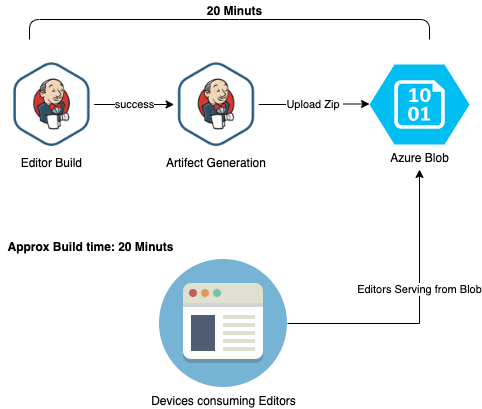 20 Minuts
success
Upload Zip
10
01
Editor Build
Artifect Generation
Azure Blob
Approx Build time: 20 Minuts
Editors Serving from Blob
Devices consuming Editors